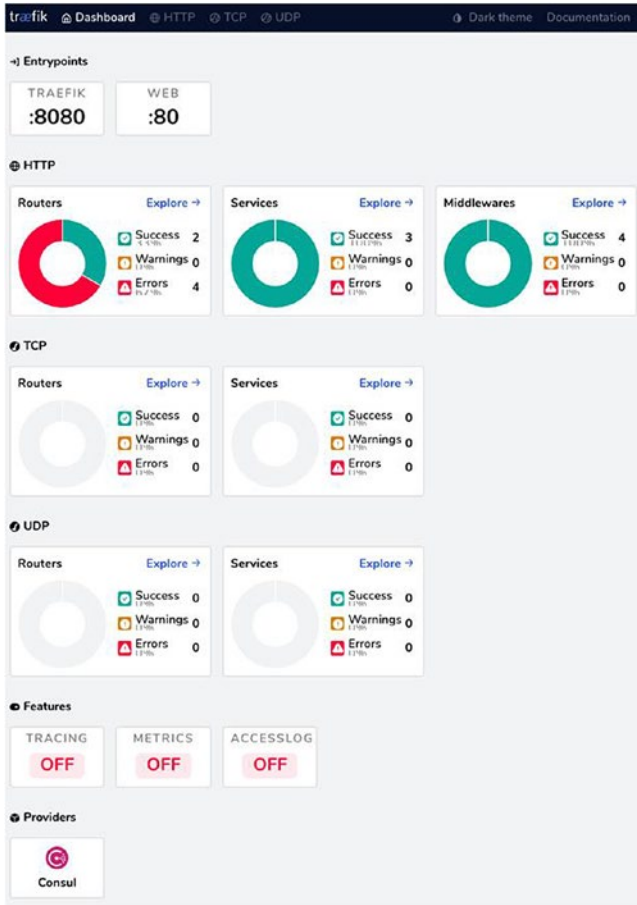 træfik Dashboard HTTP TCP UDP Dark theme Documentation
Entrypoints
TRAEFIK WEB
:8080 :80
HTTP
Routers Explore → Services Explore → Middlewares Explore →
Success 2 Success 3 Success 4
Warnings 0 Warnings 0 Warnings 0
Errors 4 Errors 0 Errors 0
TCP
Routers Explore → Services Explore →
Success 0 Success 0
Warnings 0 Warnings 0
Errors 0 Errors 0
UDP
Routers Explore → Services Explore →
Success 0 Success 0
Warnings 0 Warnings 0
Errors 0 Errors 0
Features
TRACING METRICS ACCESSLOG
OFF OFF OFF
Providers
Consul